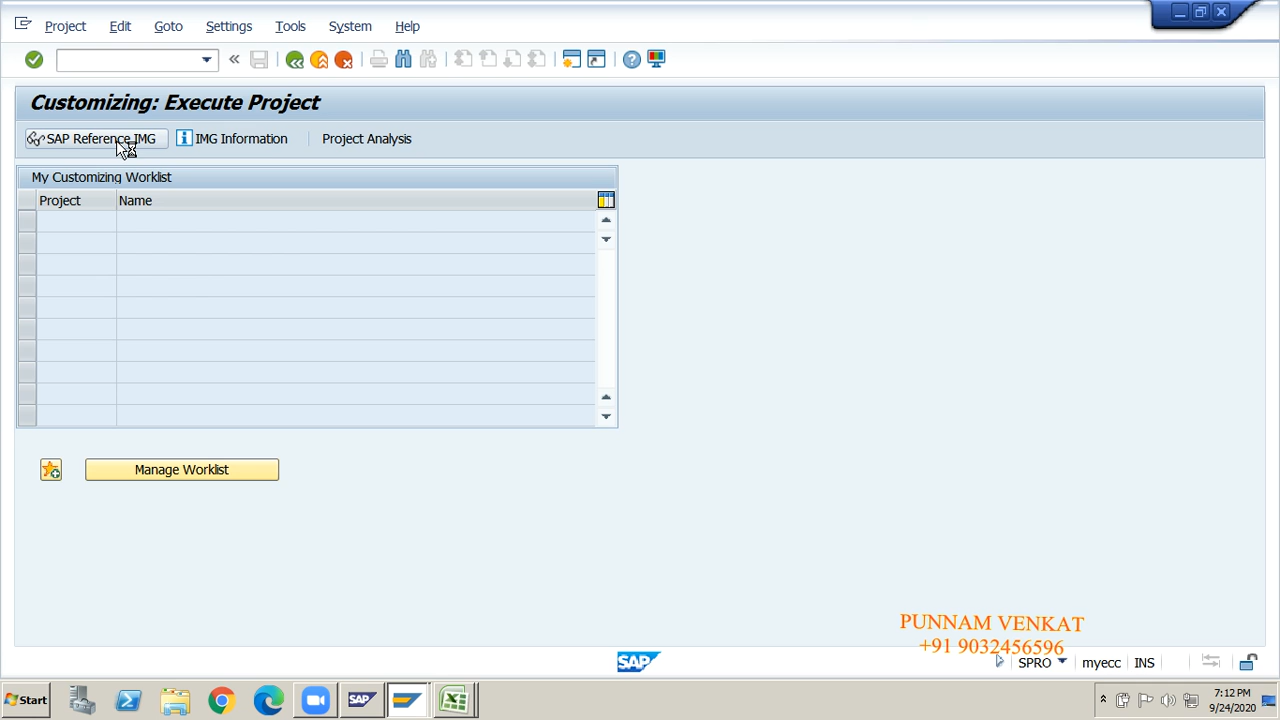 Project Edit Goto Settings Tools System Help
Customizing: Execute Project
SAP Reference IMG IMG Information Project Analysis
My Customizing Worklist
Project Name
Manage Worklist
PUNNAM VENKAT
+91 9032456596
SAP SPRO myecc INS
Start SAP 7:12 PM
9/24/2020